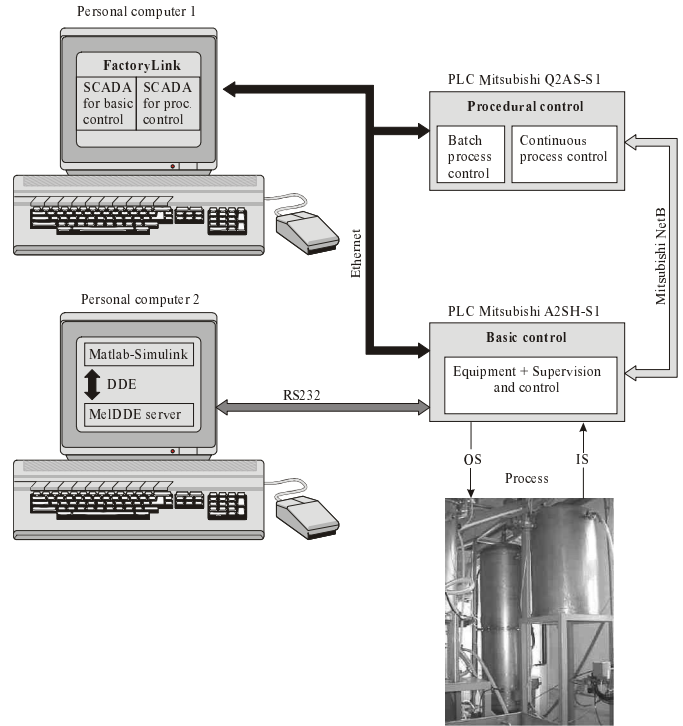 Personal computer 1
FactoryLink
SCADA
for basic
control
SCADA
for proc.
control
PLC Mitsubishi Q2AS-S1
Procedural control
Batch
process
control
Continuous
process control
Ethernet
Mitsubishi NetB
Personal computer 2
Matlab-Simulink
DDE
MelDDE server
RS232
PLC Mitsubishi A2SH-S1
Basic control
Equipment + Supervision
and control
OS
IS
Process